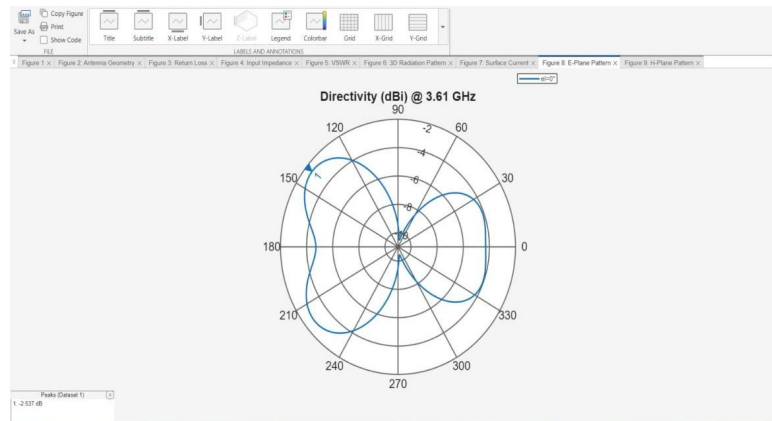 Save As
Copy Figure
Print
Show Code
FILE
Title
Subtitle
X-Label
Y-Label
Z-Label
Legend
Colorbar
Grid
X-Grid
Y-Grid
LABELS AND ANNOTATIONS
Figure 1 × Figure 2: Antenna Geometry × Figure 3: Return Loss × Figure 4: Input Impedance × Figure 5: VSWR × Figure 6: 3D Radiation Pattern × Figure 7: Surface Current × Figure 8: E-Plane Pattern × Figure 9: H-Plane Pattern ×
el=0°
Directivity (dBi) @ 3.61 GHz
90
120
60
-2
-4
150
1
-6
30
-8
-10
180
0
210
330
240
300
270
Peaks (Dataset 1) ×
1: -2.537 dB